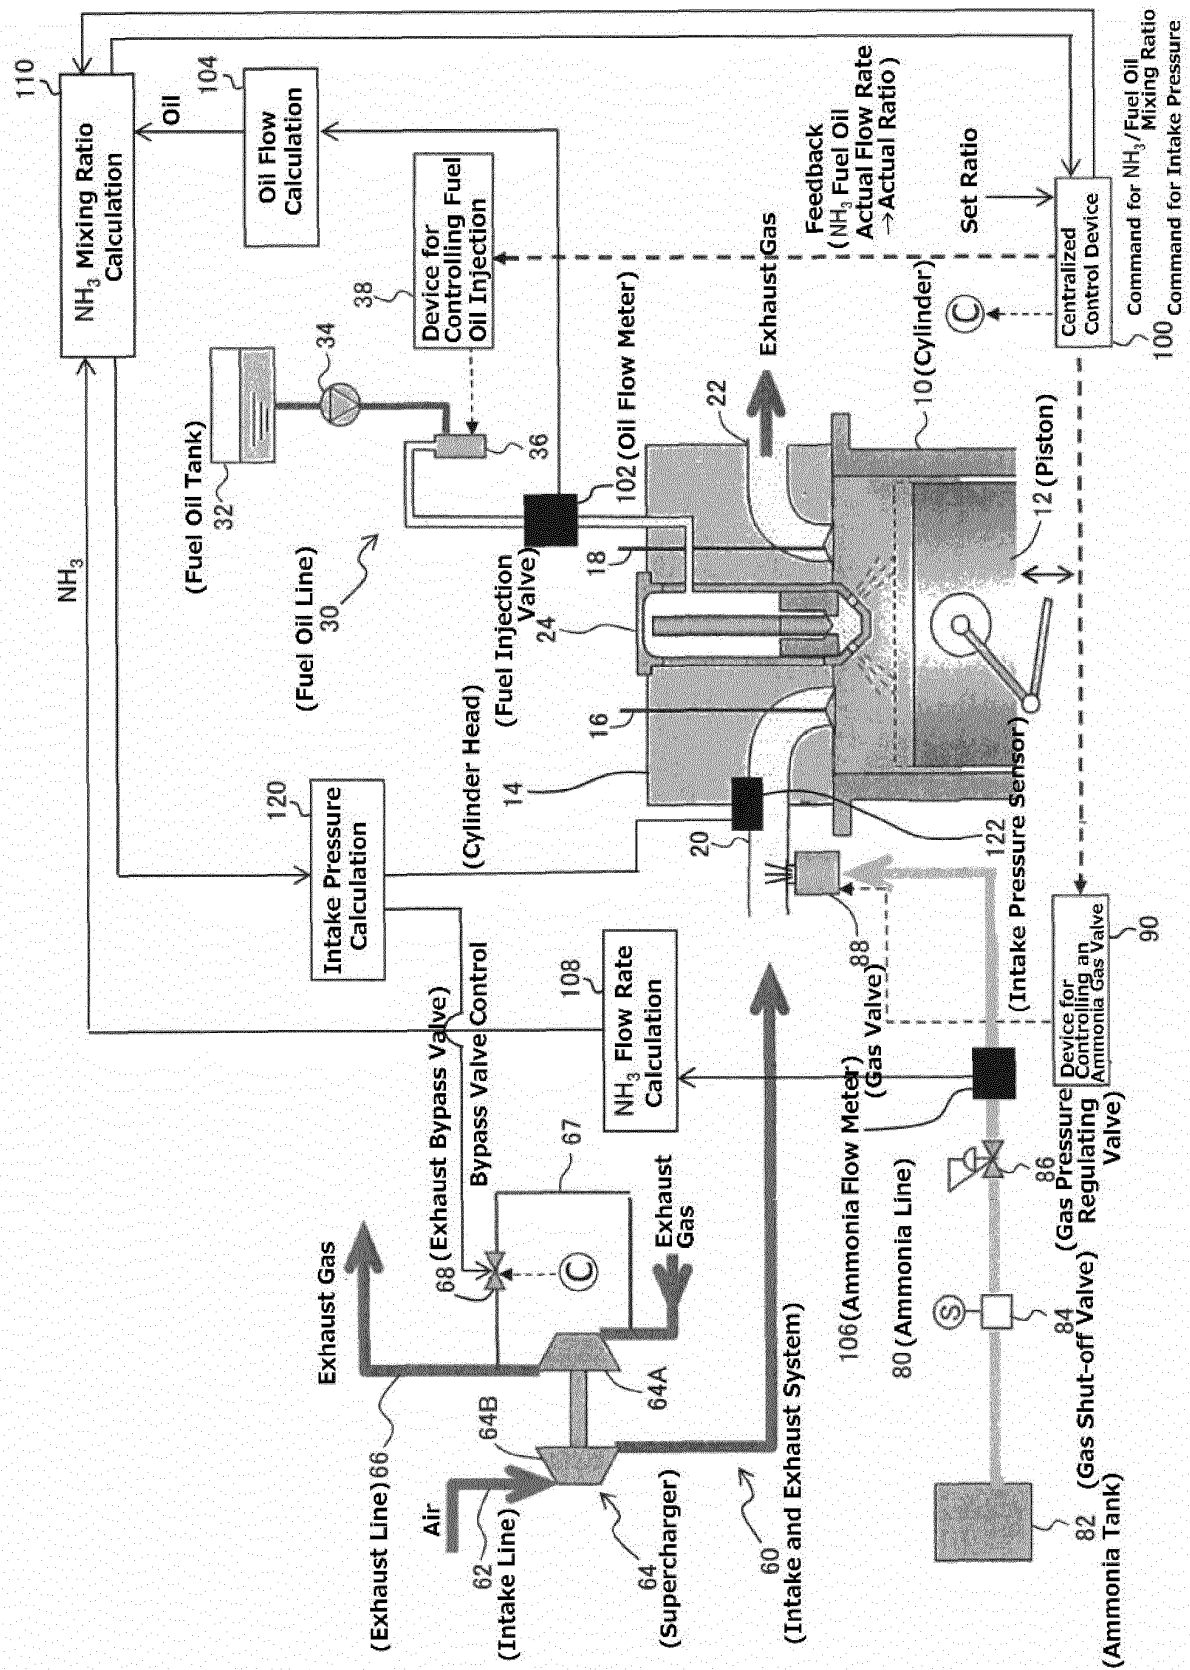 110
NH₃ Mixing Ratio
Calculation
Oil
104
Oil Flow
Calculation
NH₃
(Fuel Oil Tank)
32
34
38
Device for
Controlling Fuel
Oil Injection
36
(Fuel Oil Line)
30
102 (Oil Flow Meter)
(Fuel Injection
Valve)
24
18
16
(Cylinder Head)
14
20
22
Exhaust Gas
Feedback
(NH₃ Fuel Oil
Actual Flow Rate
→Actual Ratio)
Set Ratio
C
Centralized
Control Device
100
Command for NH₃/Fuel Oil
Mixing Ratio
Command for Intake Pressure
10 (Cylinder)
12 (Piston)
120
Intake Pressure
Calculation
122
(Intake Pressure Sensor)
88
(Gas Valve)
90
Device for
Controlling an
Ammonia Gas Valve
108
NH₃ Flow Rate
Calculation
(Exhaust Bypass Valve)
68
Bypass Valve Control
67
C
Exhaust Gas
Exhaust
Gas
(Exhaust Line) 66
Air
62
(Intake Line)
64B
64A
64
(Supercharger)
60
(Intake and Exhaust System)
106 (Ammonia Flow Meter)
80 (Ammonia Line)
86
(Gas Pressure
Regulating
Valve)
S
84
(Gas Shut-off Valve)
82
(Ammonia Tank)